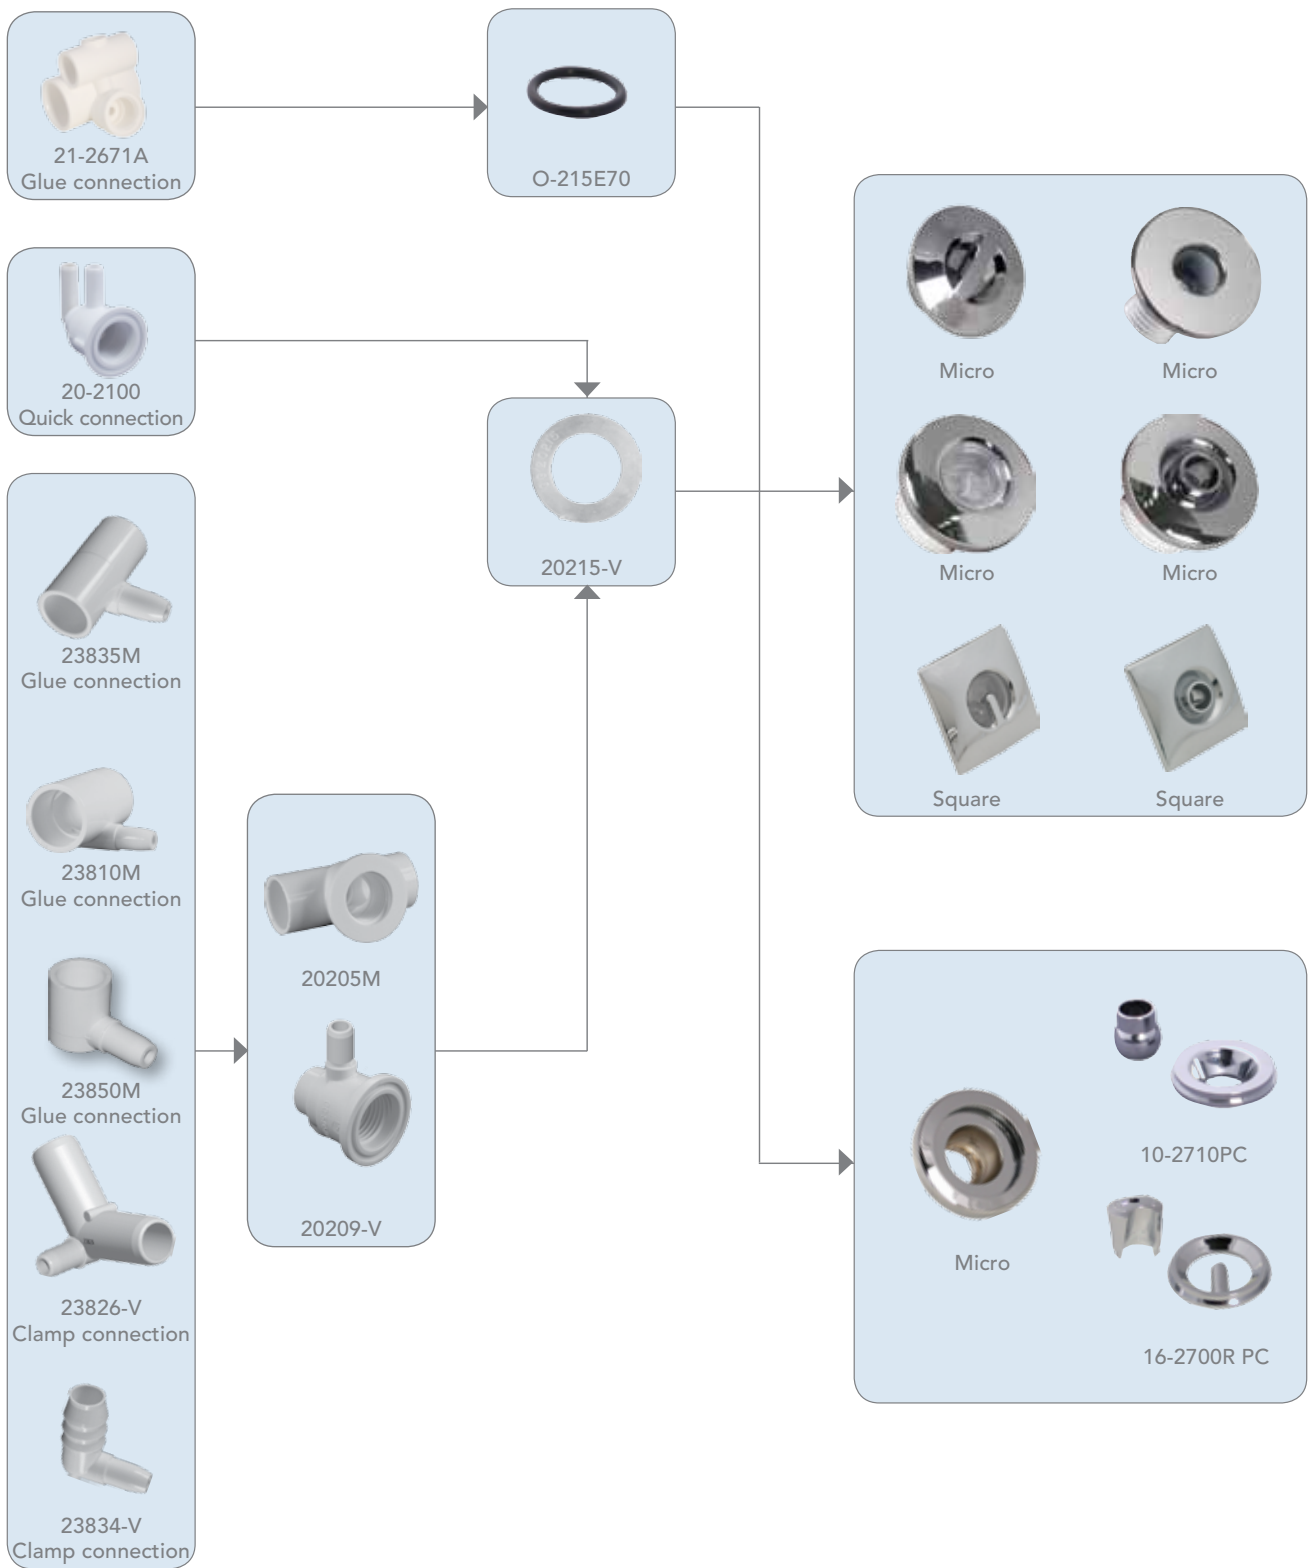 21-2671A
Glue connection
O-215E70
20-2100
Quick connection
20215-V
Micro
Micro
Micro
Micro
Square
Square
23835M
Glue connection
23810M
Glue connection
23850M
Glue connection
23826-V
Clamp connection
23834-V
Clamp connection
20205M
20209-V
Micro
10-2710PC
16-2700R PC